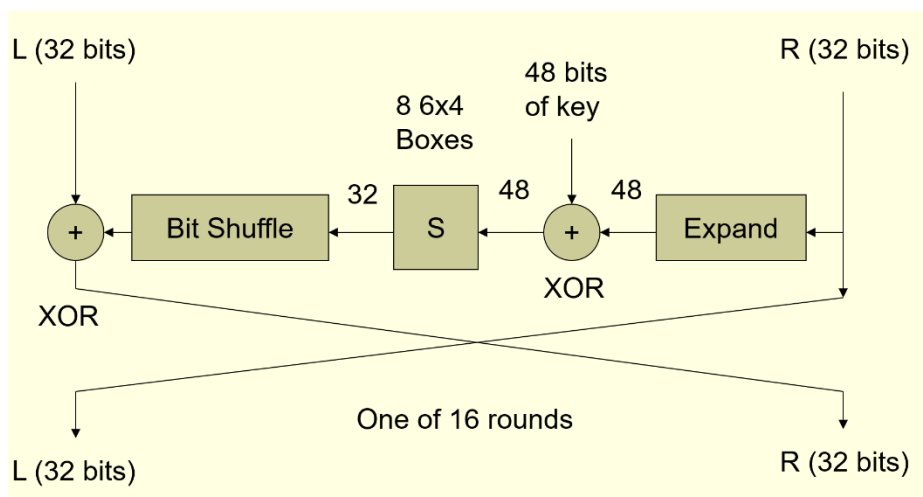 L (32 bits)
R (32 bits)
48 bits
of key
8 6x4
Boxes
32
48
48
+
Bit Shuffle
S
+
Expand
XOR
XOR
One of 16 rounds
L (32 bits)
R (32 bits)